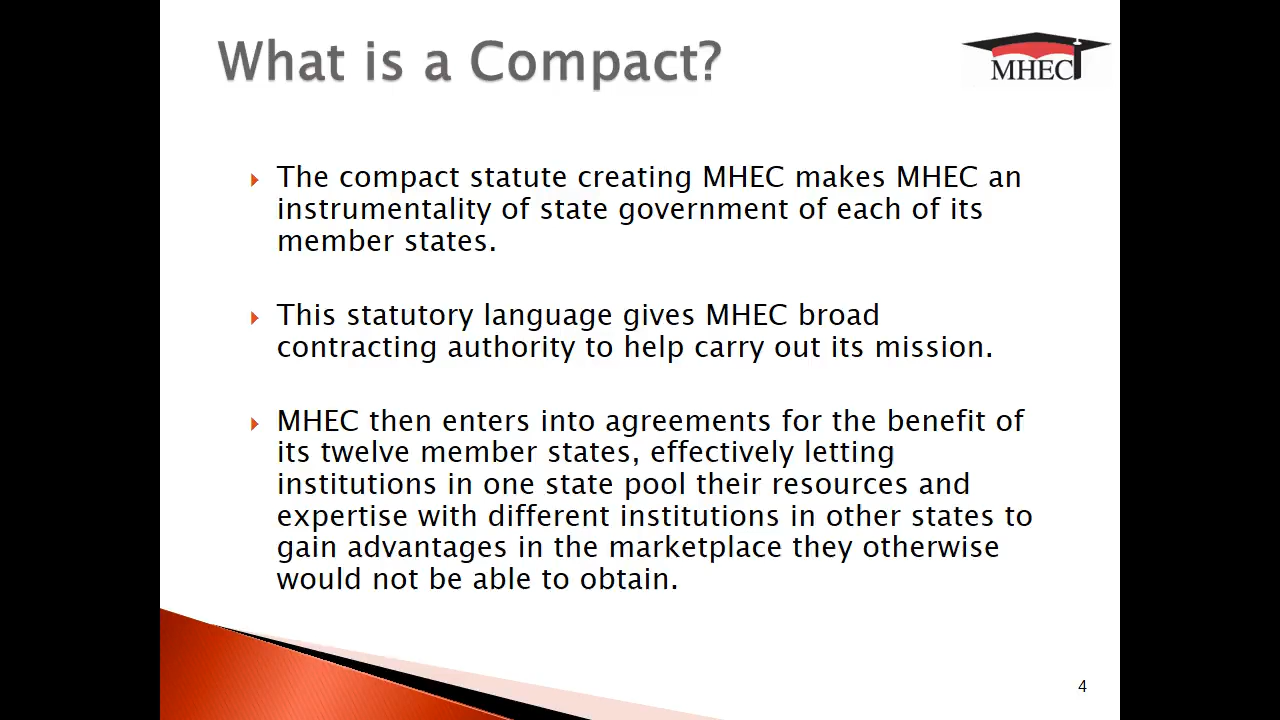 What is a Compact?
MHEC
The compact statute creating MHEC makes MHEC an
instrumentality of state government of each of its
member states.
This statutory language gives MHEC broad
contracting authority to help carry out its mission.
MHEC then enters into agreements for the benefit of
its twelve member states, effectively letting
institutions in one state pool their resources and
expertise with different institutions in other states to
gain advantages in the marketplace they otherwise
would not be able to obtain.
4